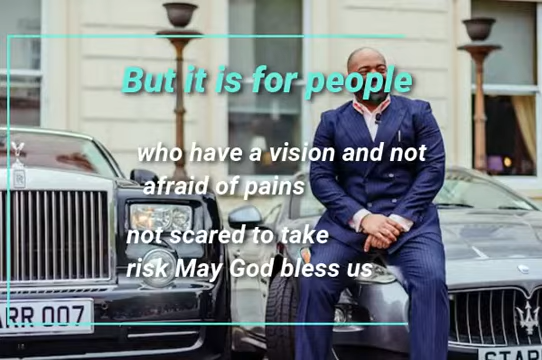 But it is for people
who have a vision and not
afraid of pains
not scared to take
risk May God bless us
ARR 007
STAR